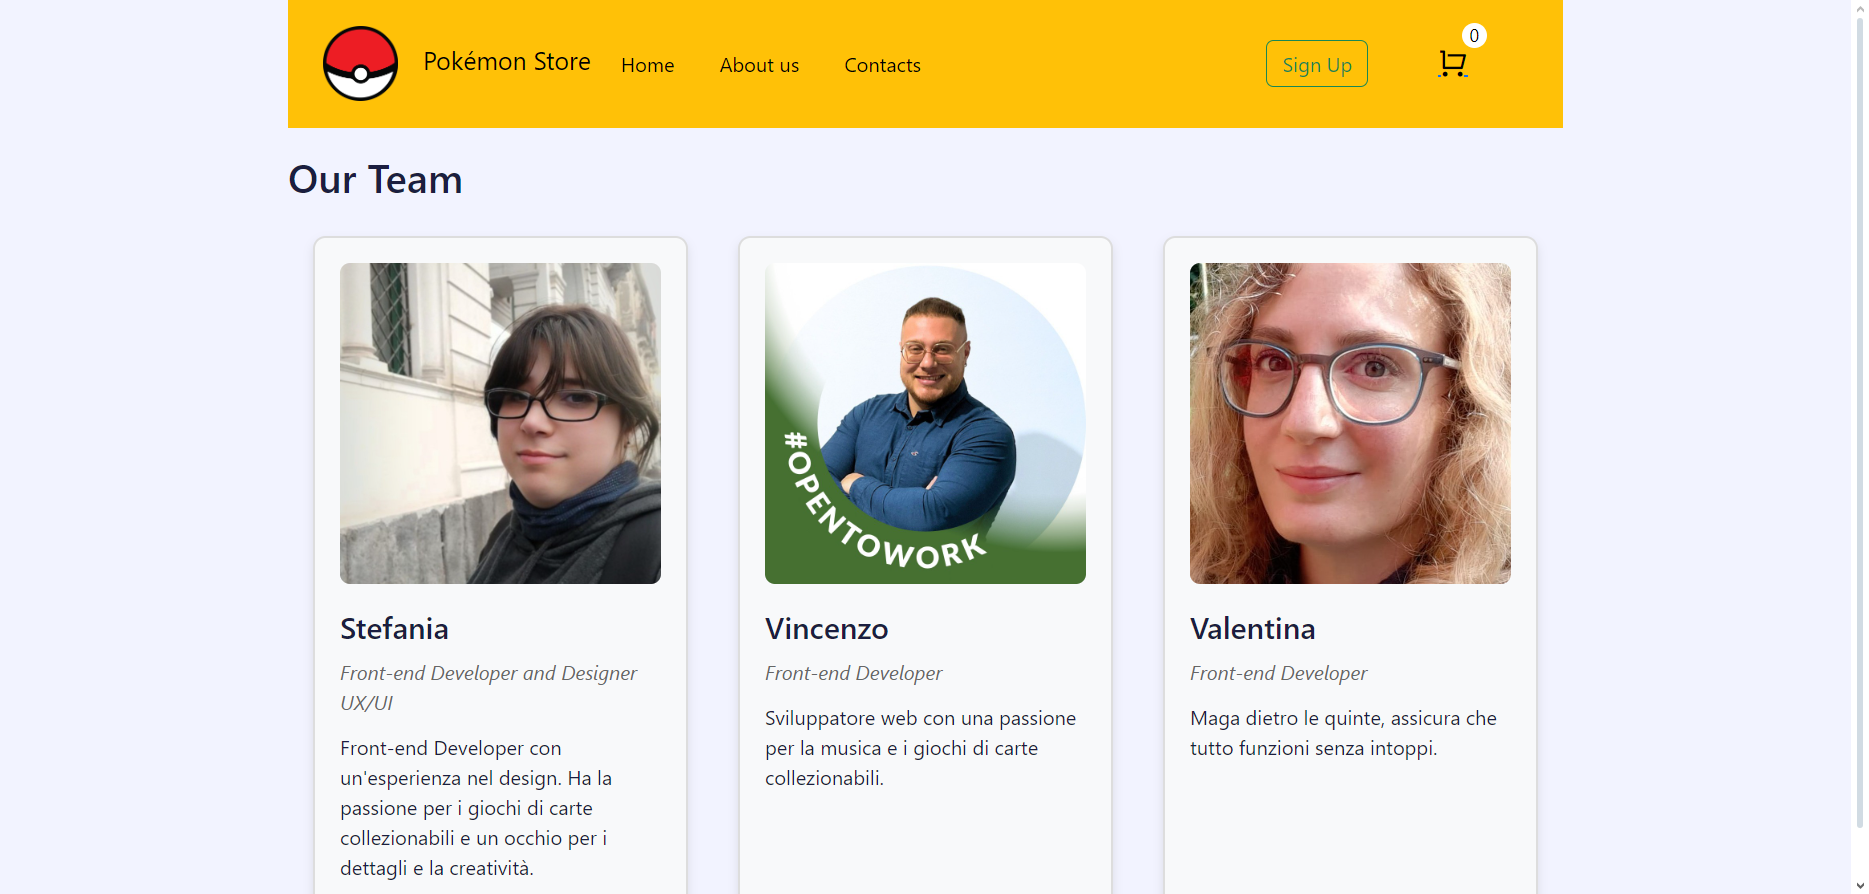 Pokémon Store Home About us Contacts Sign Up 0
Our Team
#OPENTOWORK
Stefania
Front-end Developer and Designer
UX/UI
Front-end Developer con
un'esperienza nel design. Ha la
passione per i giochi di carte
collezionabili e un occhio per i
dettagli e la creatività.
Vincenzo
Front-end Developer
Sviluppatore web con una passione
per la musica e i giochi di carte
collezionabili.
Valentina
Front-end Developer
Maga dietro le quinte, assicura che
tutto funzioni senza intoppi.